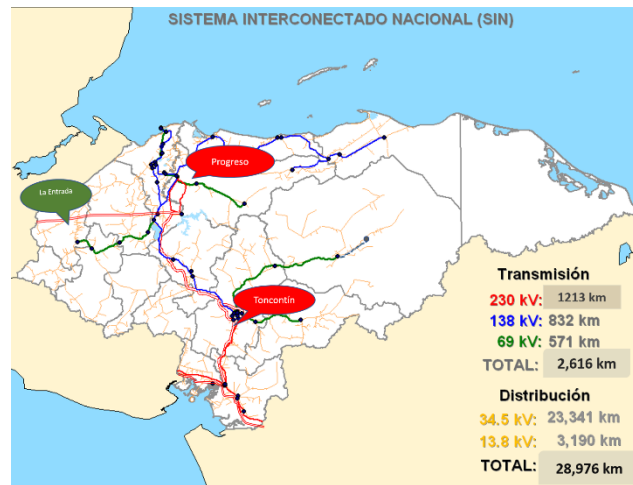 SISTEMA INTERCONECTADO NACIONAL (SIN)
Progreso
La Entrada
Toncontín
Transmisión
230 kV: 1213 km
138 kV: 832 km
69 kV: 571 km
TOTAL: 2,616 km
Distribución
34.5 kV: 23,341 km
13.8 kV: 3,190 km
TOTAL: 28,976 km